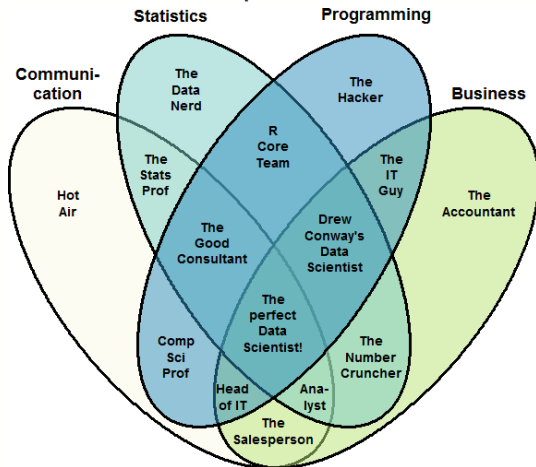 Statistics
Programming
Communi-
cation
Business
The
Data
Nerd
The
Hacker
R
Core
Team
The
Stats
Prof
The
IT
Guy
Hot
Air
The
Accountant
The
Good
Consultant
Drew
Conway's
Data
Scientist
The
perfect
Data
Scientist!
Comp
Sci
Prof
The
Number
Cruncher
Head
of IT
Ana-
lyst
The
Salesperson